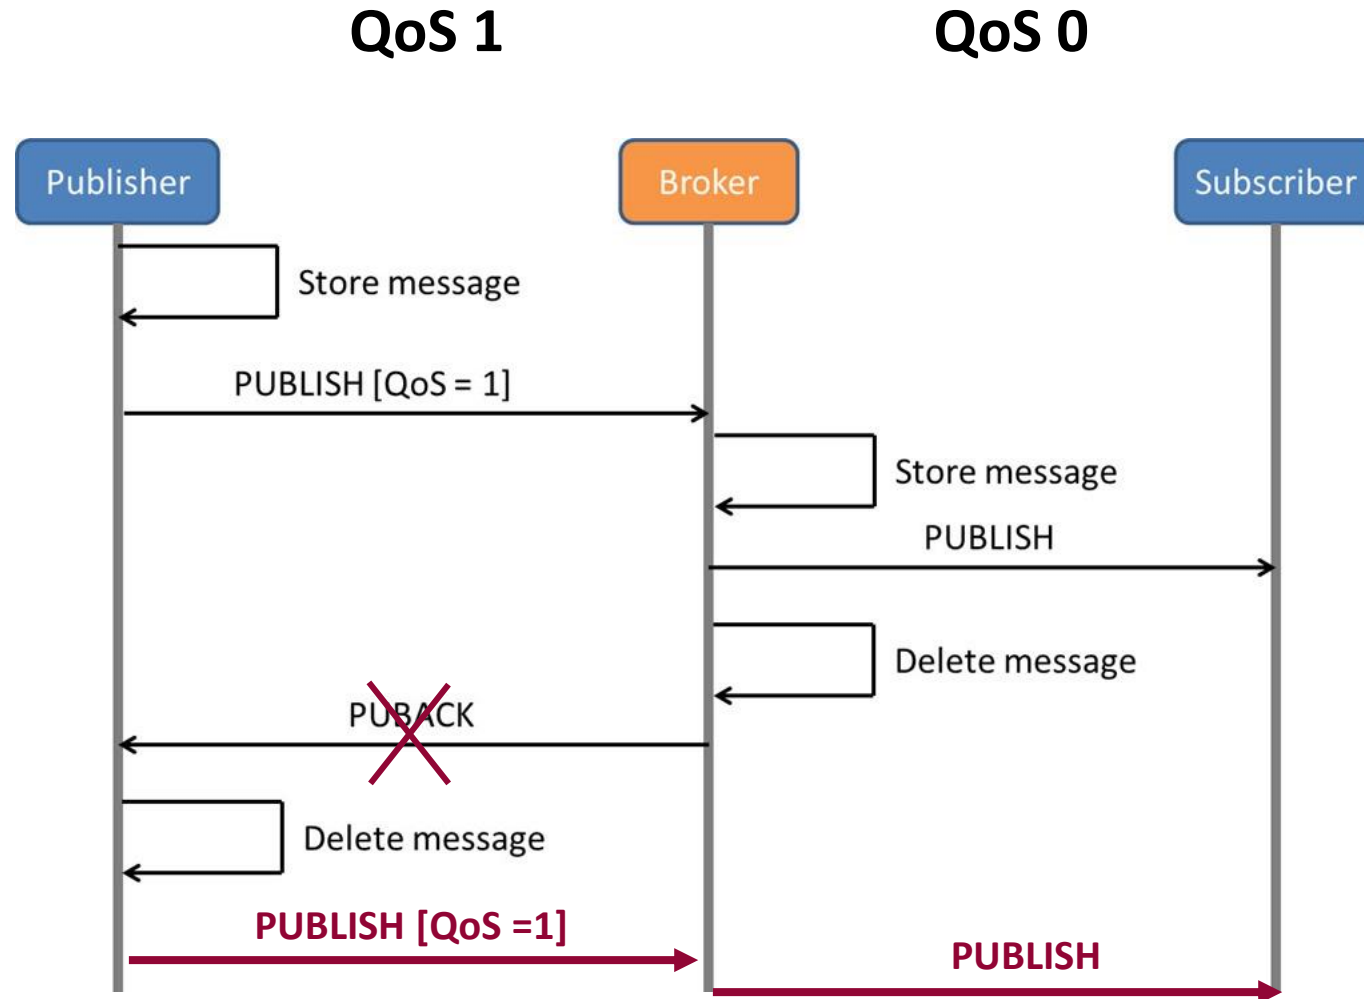 QoS 1
QoS 0
Publisher
Broker
Subscriber
Store message
PUBLISH [QoS = 1]
Store message
PUBLISH
Delete message
PUBACK
Delete message
PUBLISH [QoS =1]
PUBLISH